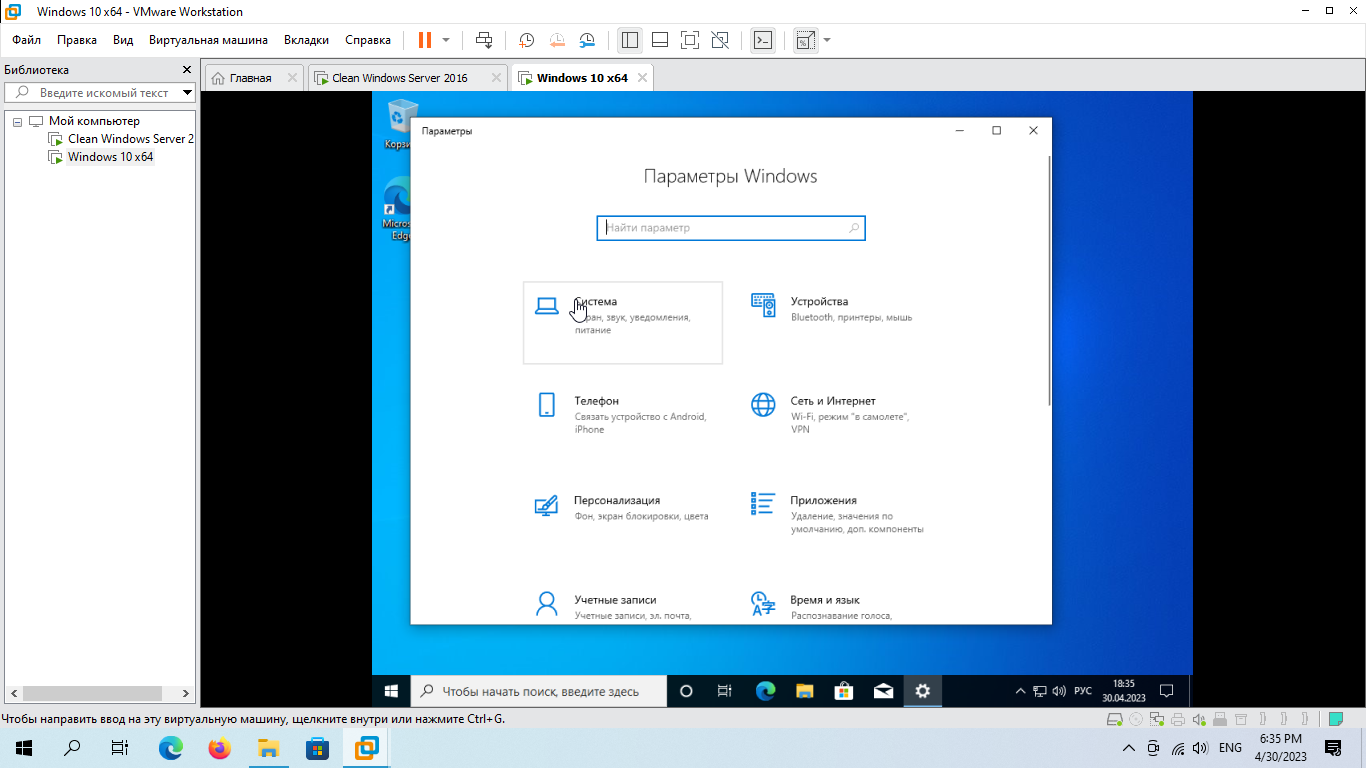 Windows 10 x64 - VMware Workstation
Файл Правка Вид Виртуальная машина Вкладки Справка
Библиотека
Введите искомый текст
Мой компьютер
Clean Windows Server 2
Windows 10 x64
Главная Clean Windows Server 2016 Windows 10 x64
Параметры
Параметры Windows
Найти параметр
Система
звук, уведомления,
питание
Устройства
Bluetooth, принтеры, мышь
Телефон
Связать устройство с Android,
iPhone
Сеть и Интернет
Wi-Fi, режим "в самолете",
VPN
Персонализация
Фон, экран блокировки, цвета
Приложения
Удаление, значения по
умолчанию, доп. компоненты
Учетные записи
Учетные записи, эл. почта,
Время и язык
Распознавание голоса,
Чтобы начать поиск, введите здесь
РУС
18:35
30.04.2023
Чтобы направить ввод на эту виртуальную машину, щелкните внутри или нажмите Ctrl+G.
ENG
6:35 PM
4/30/2023